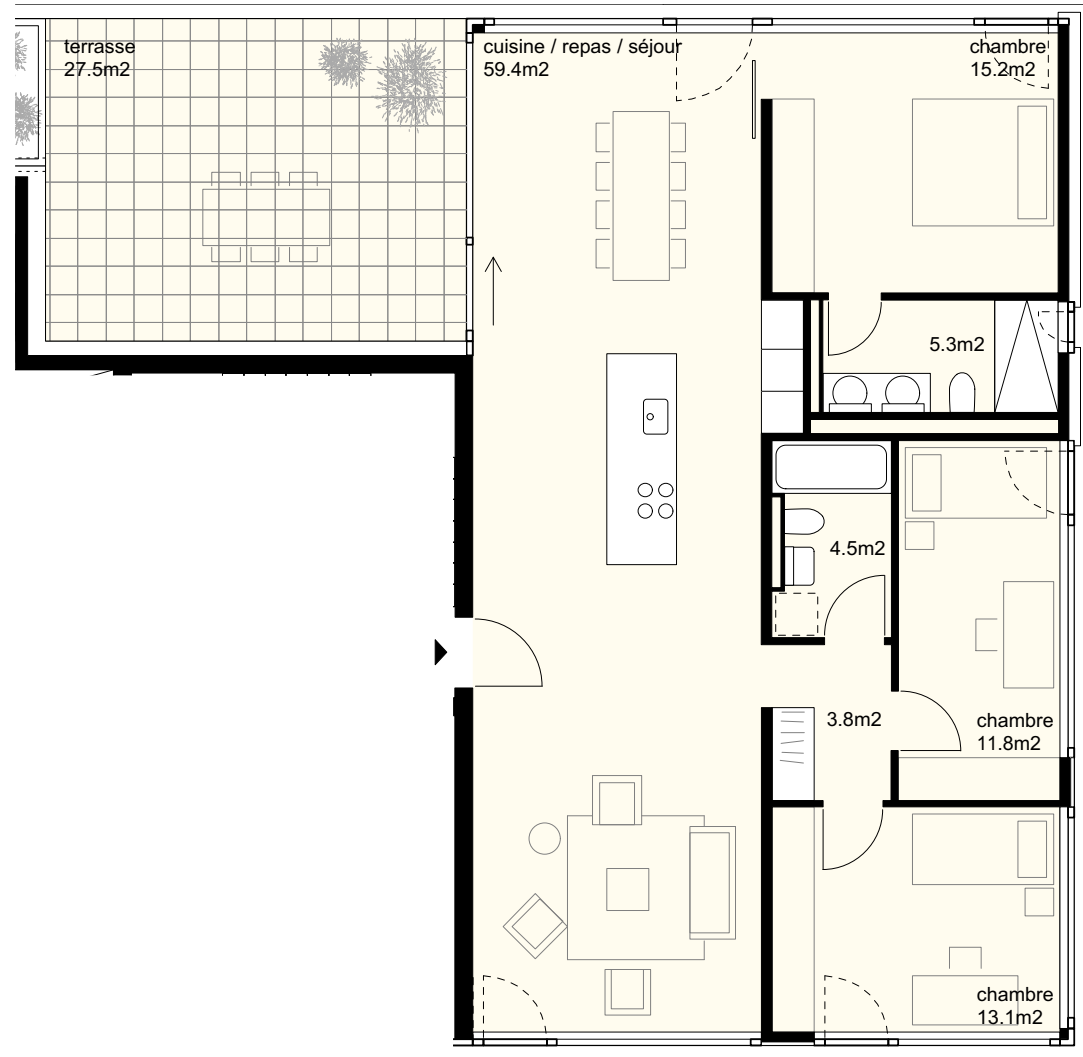 terrasse
27.5m2
cuisine / repas / séjour
59.4m2
chambre
15.2m2
5.3m2
4.5m2
3.8m2
chambre
11.8m2
chambre
13.1m2